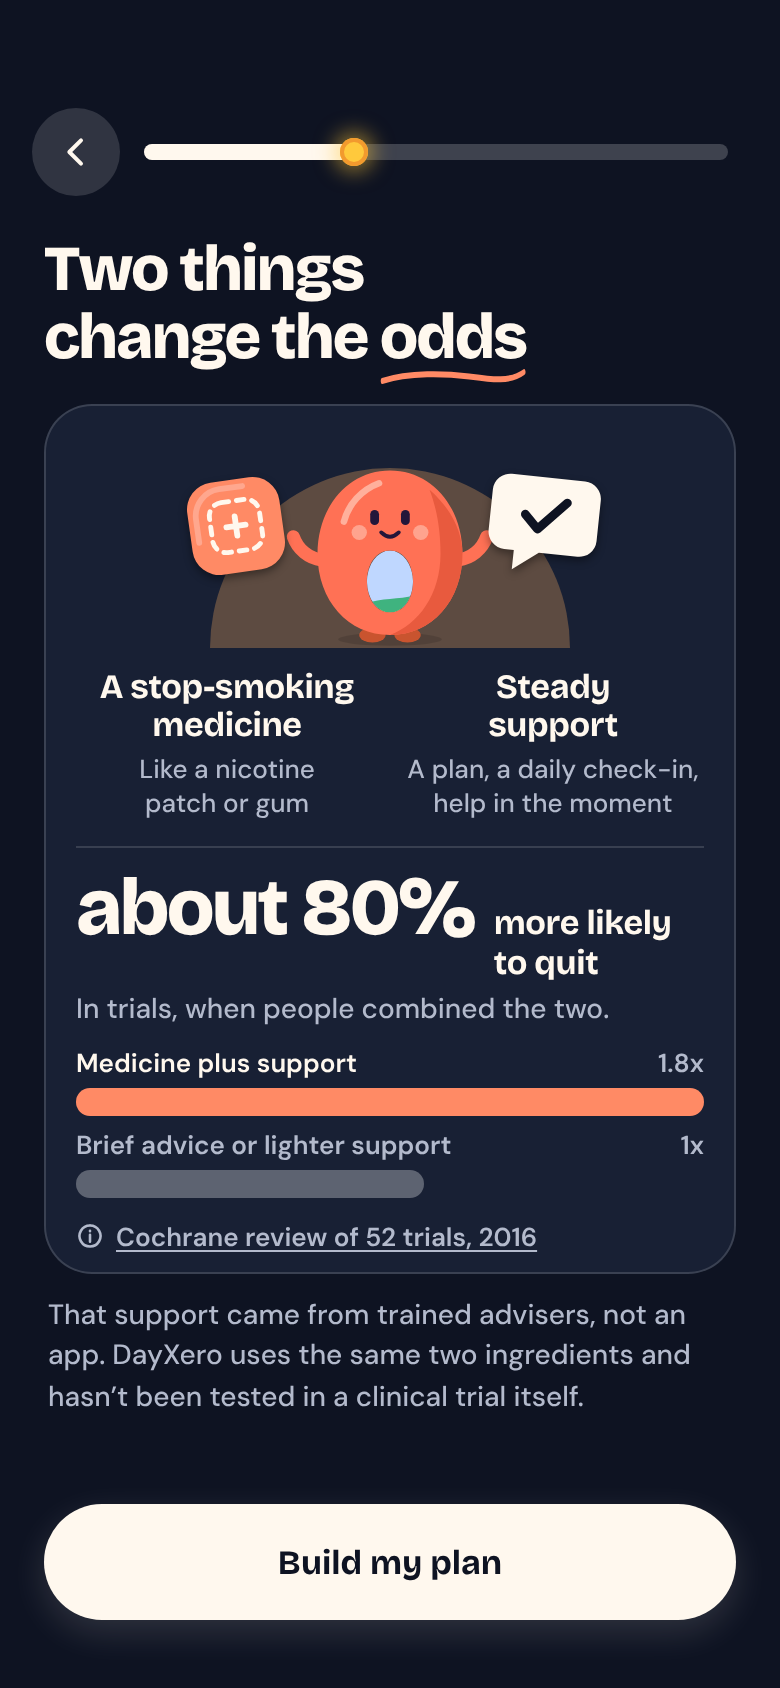 Two things
change the odds
A stop-smoking
medicine
Like a nicotine
patch or gum
Steady
support
A plan, a daily check-in,
help in the moment
about 80% more likely
to quit
In trials, when people combined the two.
Medicine plus support 1.8x
Brief advice or lighter support 1x
Cochrane review of 52 trials, 2016
That support came from trained advisers, not an
app. DayXero uses the same two ingredients and
hasn’t been tested in a clinical trial itself.
Build my plan